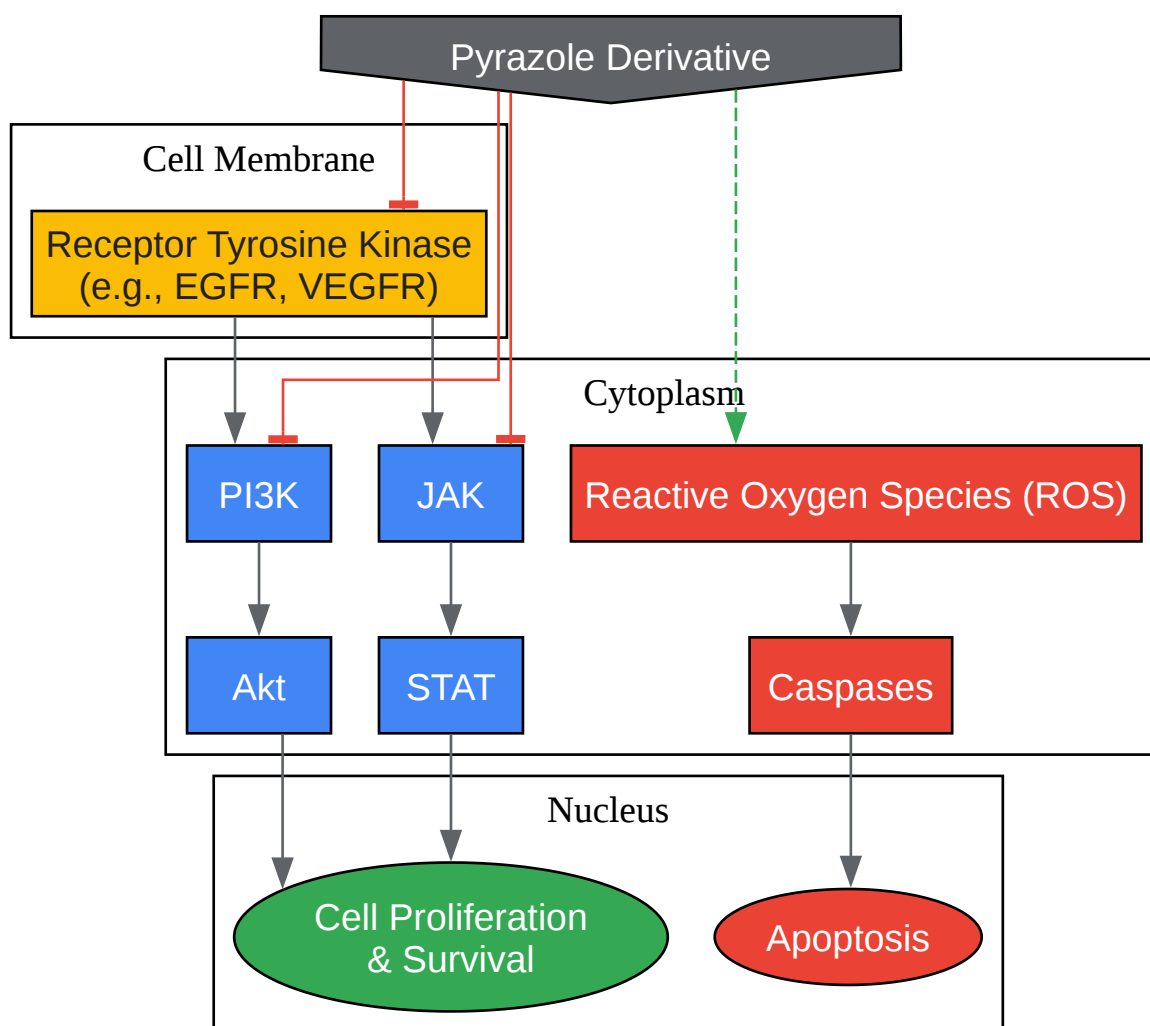 Pyrazole Derivative
Cell Membrane
Receptor Tyrosine Kinase
(e.g., EGFR, VEGFR)
Cytoplasm
PI3K
JAK
Reactive Oxygen Species (ROS)
Akt
STAT
Caspases
Nucleus
Cell Proliferation
& Survival
Apoptosis